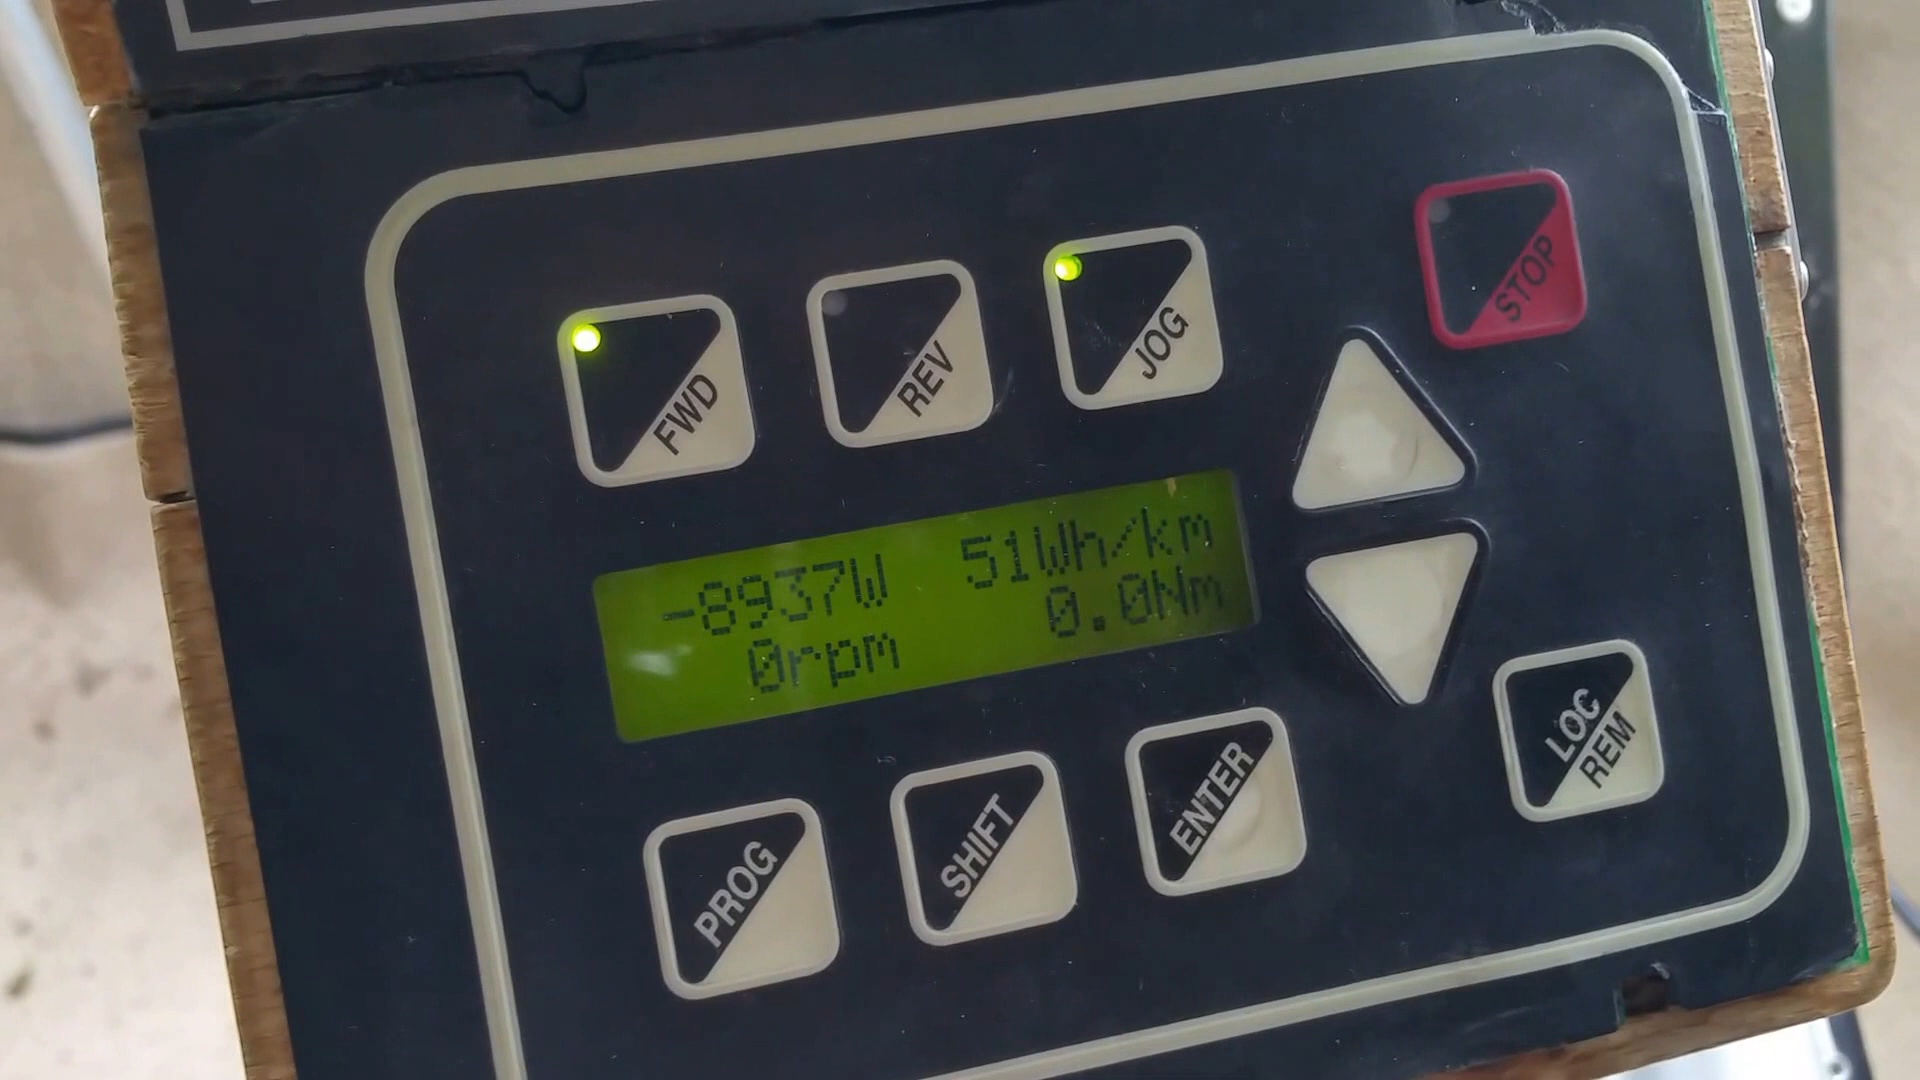 FWD
REV
JOG
STOP
-8937W 51Wh/km
0rpm 0.0Nm
PROG
SHIFT
ENTER
LOC
REM